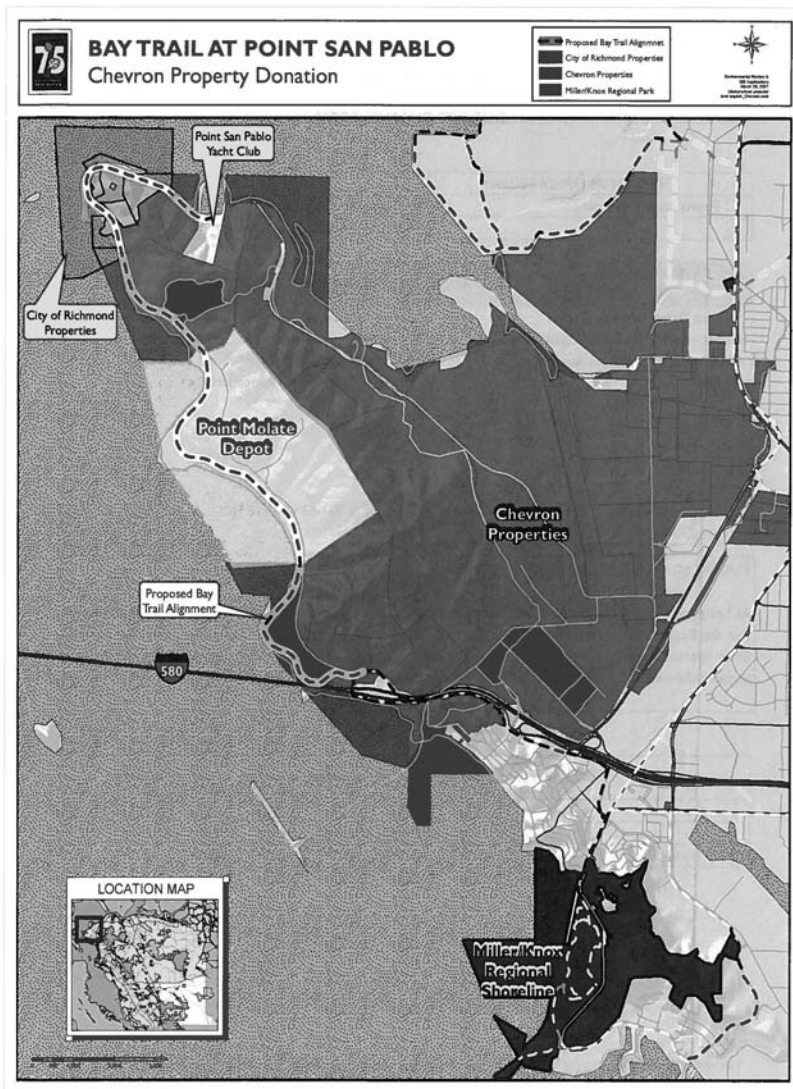 75
BAY TRAIL AT POINT SAN PABLO
Chevron Property Donation
Proposed Bay Trail Alignmnet
City of Richmond Properties
Chevron Properties
Miller/Knox Regional Park
Point San Pablo
Yacht Club
City of Richmond
Properties
Point Molate
Depot
Chevron
Properties
Proposed Bay
Trail Alignment
580
LOCATION MAP
Miller/Knox
Regional
Shoreline